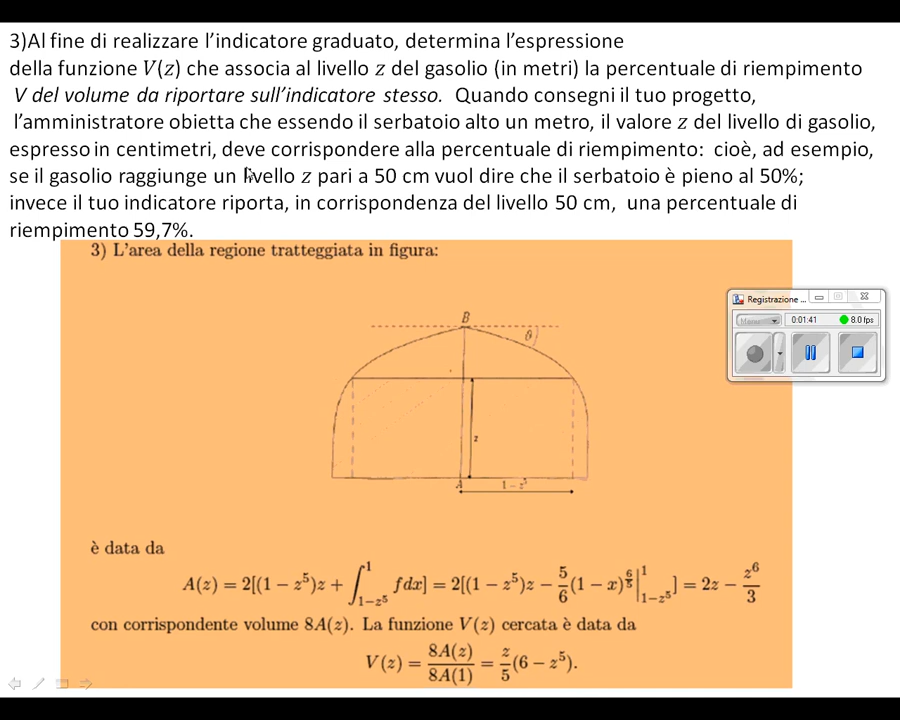 3)Al fine di realizzare l'indicatore graduato, determina l'espressione
della funzione V(z) che associa al livello z del gasolio (in metri) la percentuale di riempimento
V del volume da riportare sull'indicatore stesso. Quando consegni il tuo progetto,
l'amministratore obietta che essendo il serbatoio alto un metro, il valore z del livello di gasolio,
espresso in centimetri, deve corrispondere alla percentuale di riempimento: cioè, ad esempio,
se il gasolio raggiunge un livello z pari a 50 cm vuol dire che il serbatoio è pieno al 50%;
invece il tuo indicatore riporta, in corrispondenza del livello 50 cm, una percentuale di
riempimento 59,7%.
3) L'area della regione tratteggiata in figura:
Registrazione ...
Menu
0:01:41
8.0 fps
B
θ
z
A
1 − z⁵
è data da
A(z) = 2[(1 − z⁵)z + ∫₁₋z⁵¹ fdx] = 2[(1 − z⁵)z − 5/6 (1 − x)^(6/5) |₁₋z⁵¹] = 2z − z⁶/3
con corrispondente volume 8A(z). La funzione V(z) cercata è data da
V(z) = 8A(z)/8A(1) = z/5 (6 − z⁵).